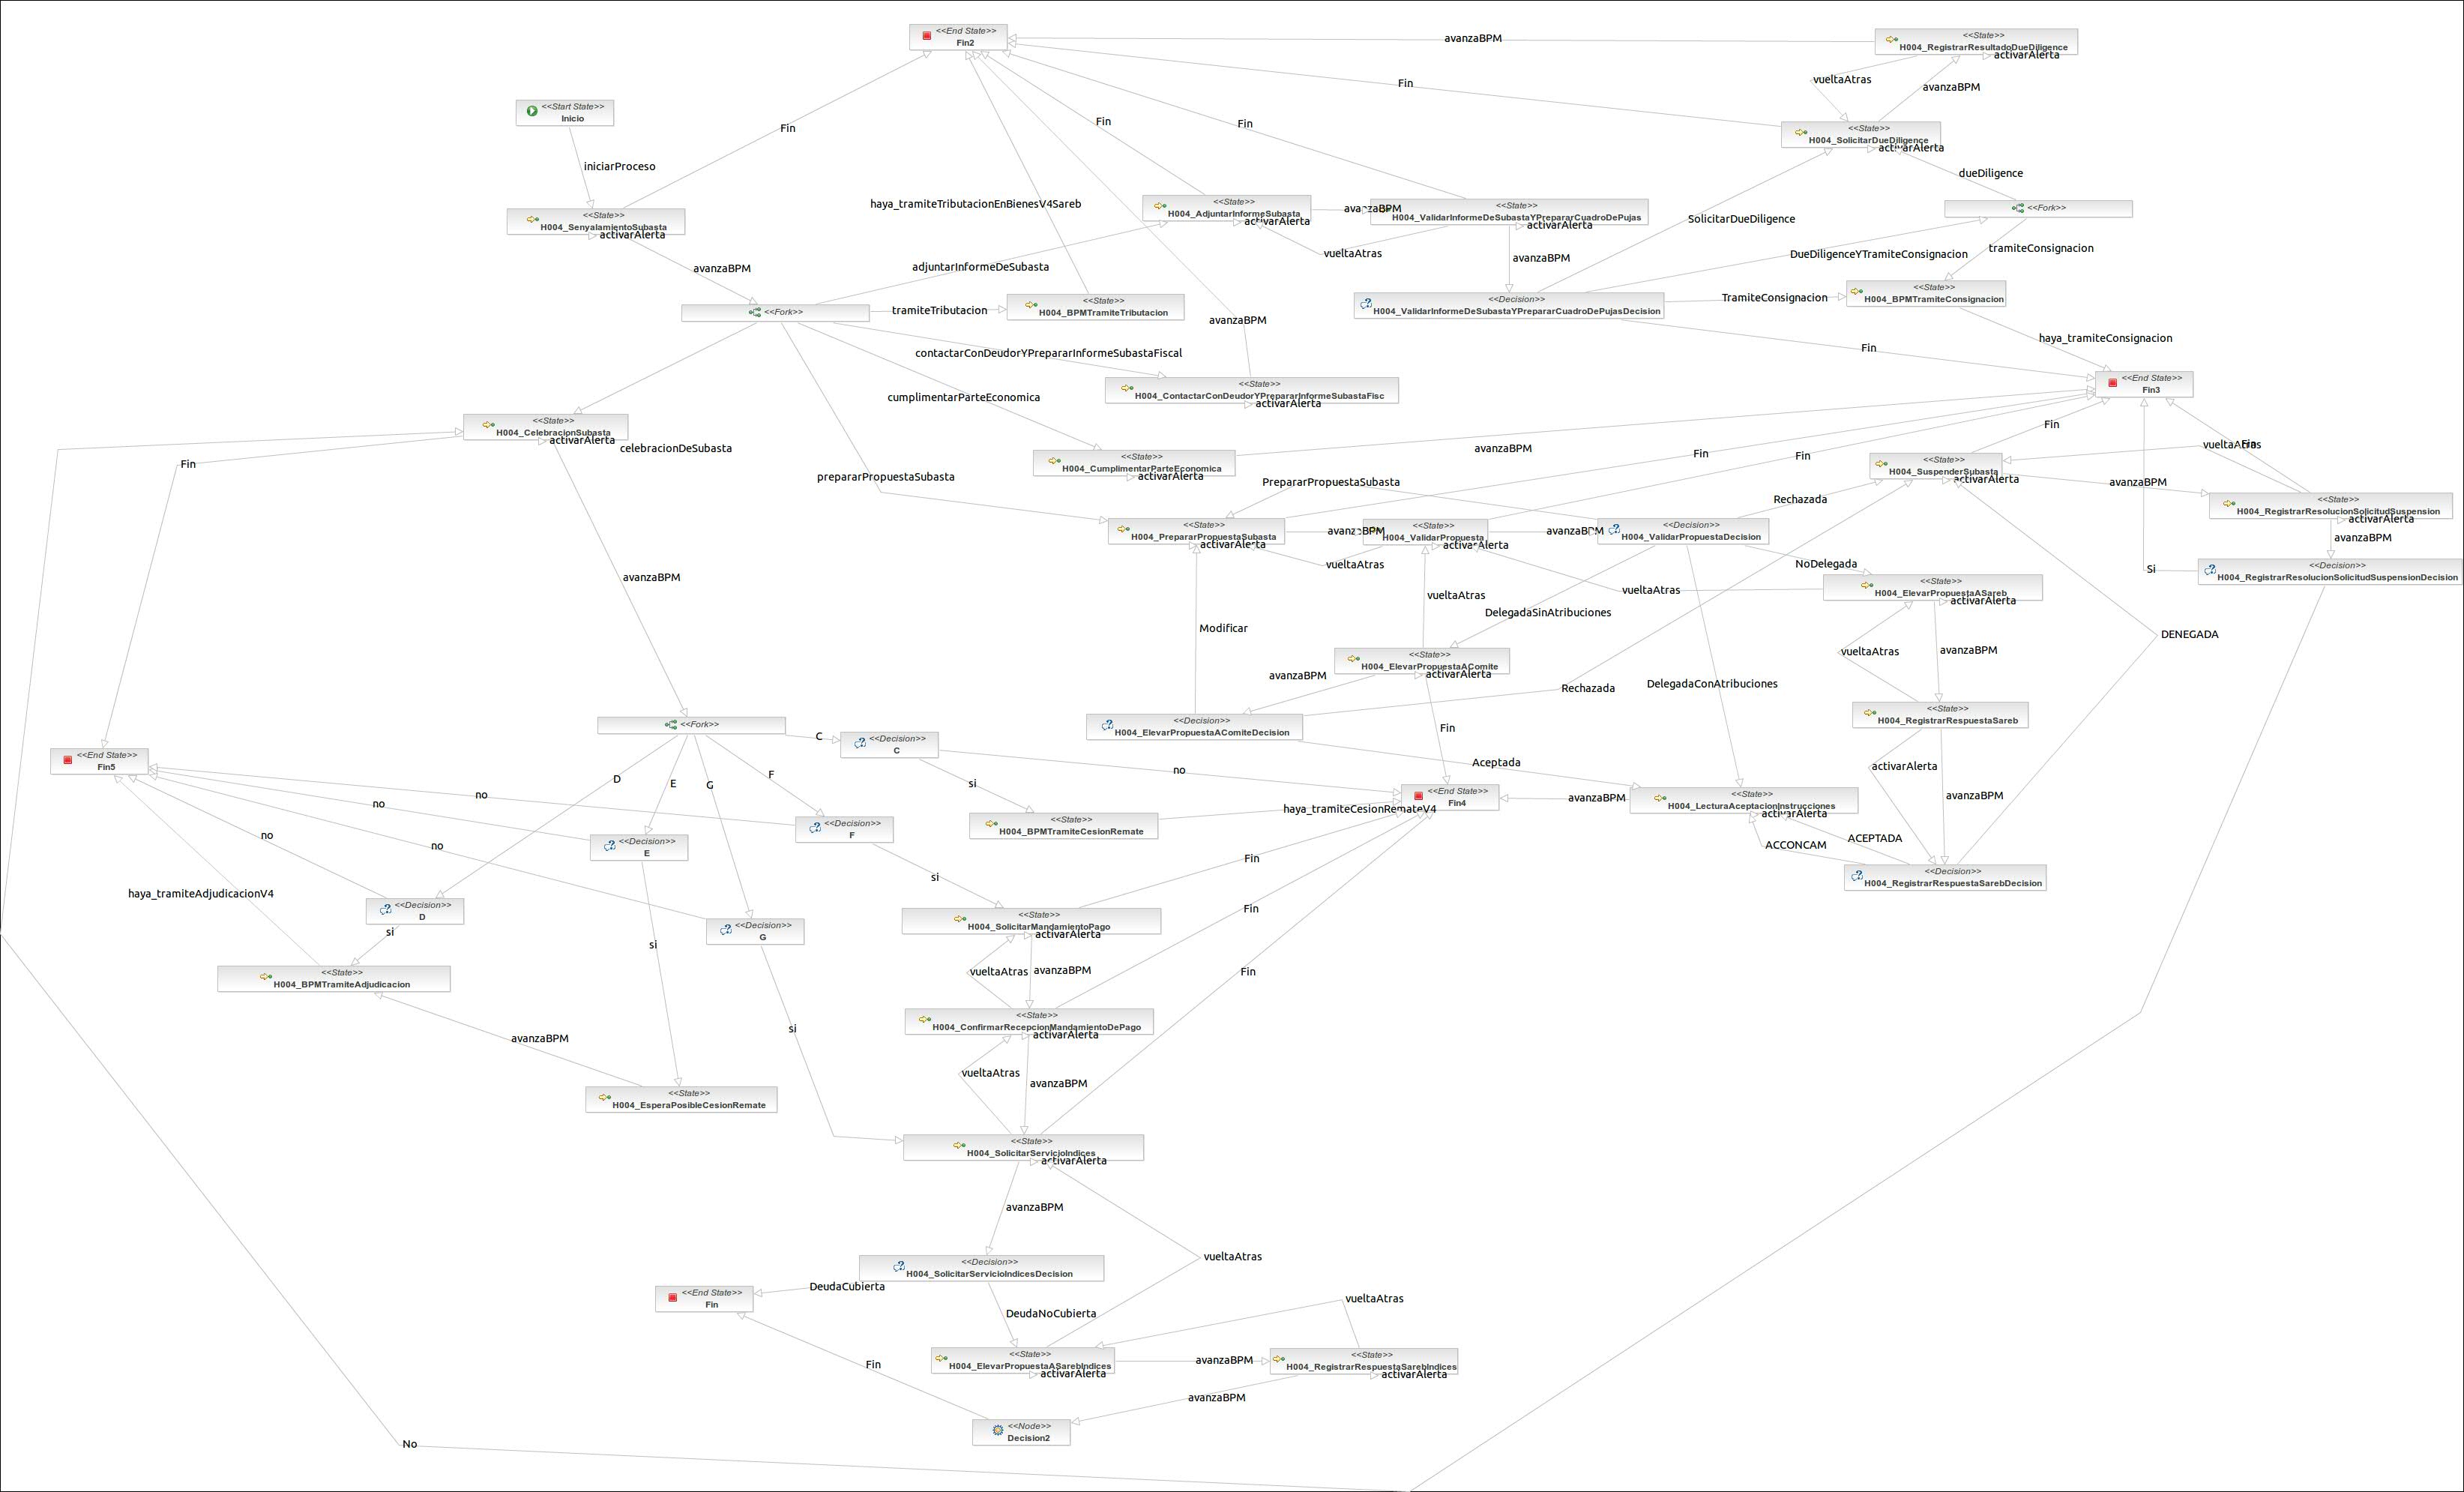 <<End State>>
Fin2
avanzaBPM
<<State>>
H004_RegistrarResultadoDueDiligence
activarAlerta
vueltaAtras
avanzaBPM
Fin
<<Start State>>
Inicio
Fin
Fin
Fin
<<State>>
H004_SolicitarDueDiligence
activarAlerta
iniciarProceso
dueDiligence
haya_tramiteTributacionEnBienesV4Sareb
<<State>>
H004_AdjuntarInformeSubasta
activarAlerta
avanzaBPM
<<State>>
H004_ValidarInformeDeSubastaYPrepararCuadroDePujas
activarAlerta
SolicitarDueDiligence
<<Fork>>
<<State>>
H004_SenyalamientoSubasta
activarAlerta
vueltaAtras
avanzaBPM
DueDiligenceYTramiteConsignacion
tramiteConsignacion
avanzaBPM
adjuntarInformeDeSubasta
<<Fork>>
tramiteTributacion
<<State>>
H004_BPMTramiteTributacion
avanzaBPM
<<Decision>>
H004_ValidarInformeDeSubastaYPrepararCuadroDePujasDecision
TramiteConsignacion
<<State>>
H004_BPMTramiteConsignacion
haya_tramiteConsignacion
Fin
contactarConDeudorYPrepararInformeSubastaFiscal
<<State>>
H004_ContactarConDeudorYPrepararInformeSubastaFisc
activarAlerta
<<End State>>
Fin3
cumplimentarParteEconomica
<<State>>
H004_CelebracionSubasta
activarAlerta
celebracionDeSubasta
Fin
avanzaBPM
Fin
Fin
Fin
vueltaAtras
Fin
<<State>>
H004_CumplimentarParteEconomica
activarAlerta
<<State>>
H004_SuspenderSubasta
activarAlerta
avanzaBPM
prepararPropuestaSubasta
PrepararPropuestaSubasta
Rechazada
<<State>>
H004_RegistrarResolucionSolicitudSuspension
activarAlerta
<<State>>
H004_PrepararPropuestaSubasta
activarAlerta
avanzaBPM
<<State>>
H004_ValidarPropuesta
activarAlerta
avanzaBPM
<<Decision>>
H004_ValidarPropuestaDecision
avanzaBPM
vueltaAtras
NoDelegada
Si
<<Decision>>
H004_RegistrarResolucionSolicitudSuspensionDecision
avanzaBPM
vueltaAtras
vueltaAtras
<<State>>
H004_ElevarPropuestaASareb
activarAlerta
DelegadaSinAtribuciones
Modificar
DENEGADA
vueltaAtras
avanzaBPM
<<State>>
H004_ElevarPropuestaAComite
activarAlerta
avanzaBPM
Rechazada
DelegadaConAtribuciones
<<Fork>>
C
<<Decision>>
C
<<Decision>>
H004_ElevarPropuestaAComiteDecision
Fin
<<State>>
H004_RegistrarRespuestaSareb
<<End State>>
Fin5
D
E
G
F
si
no
Aceptada
activarAlerta
avanzaBPM
<<End State>>
Fin4
avanzaBPM
<<State>>
H004_LecturaAceptacionInstrucciones
activarAlerta
no
no
no
no
haya_tramiteCesionRemateV4
<<State>>
H004_BPMTramiteCesionRemate
<<Decision>>
F
<<Decision>>
E
ACEPTADA
ACCONCAM
<<Decision>>
H004_RegistrarRespuestaSarebDecision
haya_tramiteAdjudicacionV4
Fin
si
<<Decision>>
D
<<Decision>>
G
<<State>>
H004_SolicitarMandamientoPago
activarAlerta
Fin
si
si
<<State>>
H004_BPMTramiteAdjudicacion
vueltaAtras
avanzaBPM
Fin
<<State>>
H004_ConfirmarRecepcionMandamientoDePago
activarAlerta
si
avanzaBPM
vueltaAtras
avanzaBPM
<<State>>
H004_EsperaPosibleCesionRemate
<<State>>
H004_SolicitarServicioIndices
activarAlerta
avanzaBPM
vueltaAtras
<<Decision>>
H004_SolicitarServicioIndicesDecision
DeudaCubierta
<<End State>>
Fin
DeudaNoCubierta
vueltaAtras
<<State>>
H004_ElevarPropuestaASarebIndices
activarAlerta
avanzaBPM
<<State>>
H004_RegistrarRespuestaSarebIndices
activarAlerta
Fin
avanzaBPM
<<Node>>
Decision2
No